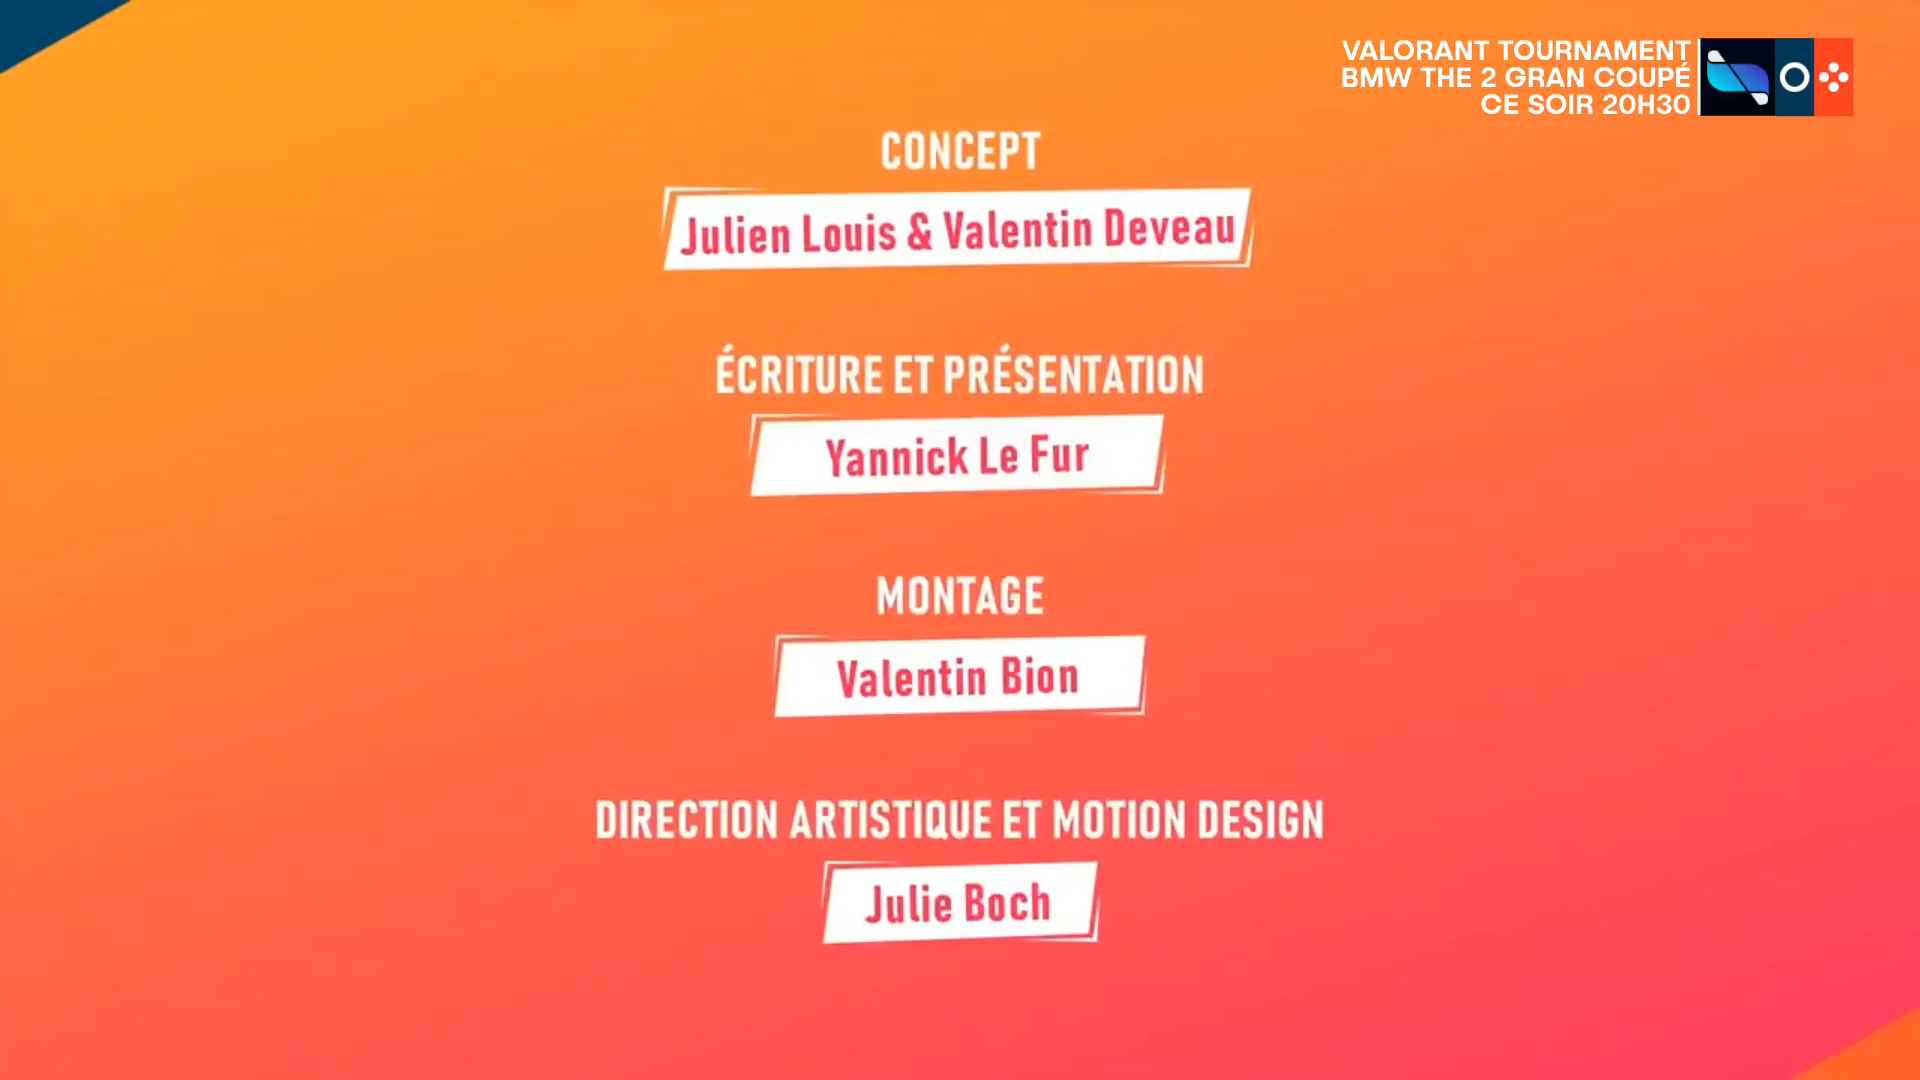 VALORANT TOURNAMENT
BMW THE 2 GRAN COUPÉ
CE SOIR 20H30
CONCEPT
Julien Louis & Valentin Deveau
ÉCRITURE ET PRÉSENTATION
Yannick Le Fur
MONTAGE
Valentin Bion
DIRECTION ARTISTIQUE ET MOTION DESIGN
Julie Boch